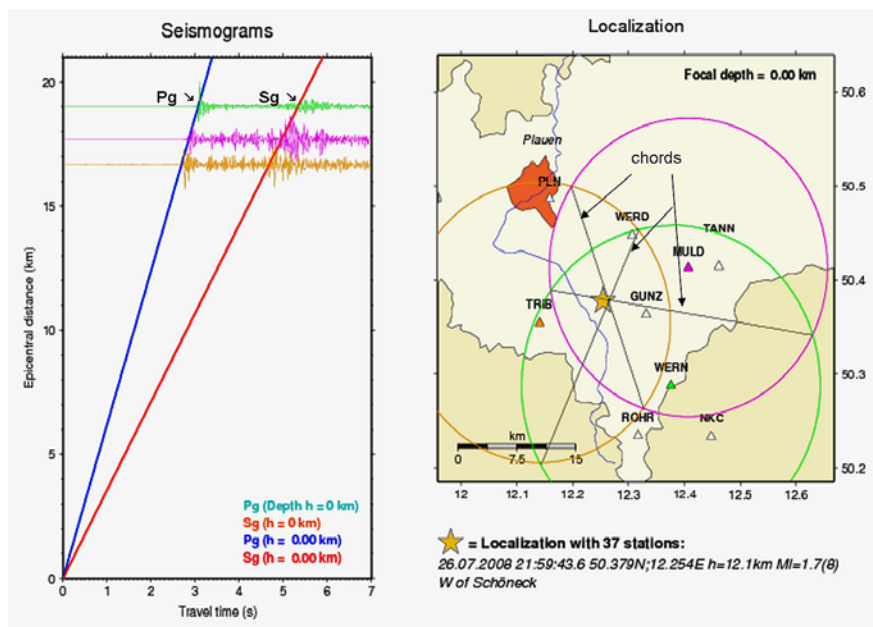 Seismograms
Localization
Epicentral distance (km)
20
15
10
5
0
Pg
Sg
Pg (Depth h = 0 km)
Sg (h = 0 km)
Pg (h = 0.00 km)
Sg (h = 0.00 km)
0 1 2 3 4 5 6 7
Travel time (s)
Focal depth = 0.00 km
Plauen
chords
PLN
WERD
TANN
MULD
GUNZ
TRIB
WERN
ROHR
NKC
km
0 7.5 15
50.6
50.5
50.4
50.3
50.2
12 12.1 12.2 12.3 12.4 12.5 12.6
= Localization with 37 stations:
26.07.2008 21:59:43.6 50.379N;12.254E h=12.1km Ml=1.7(8)
W of Schöneck